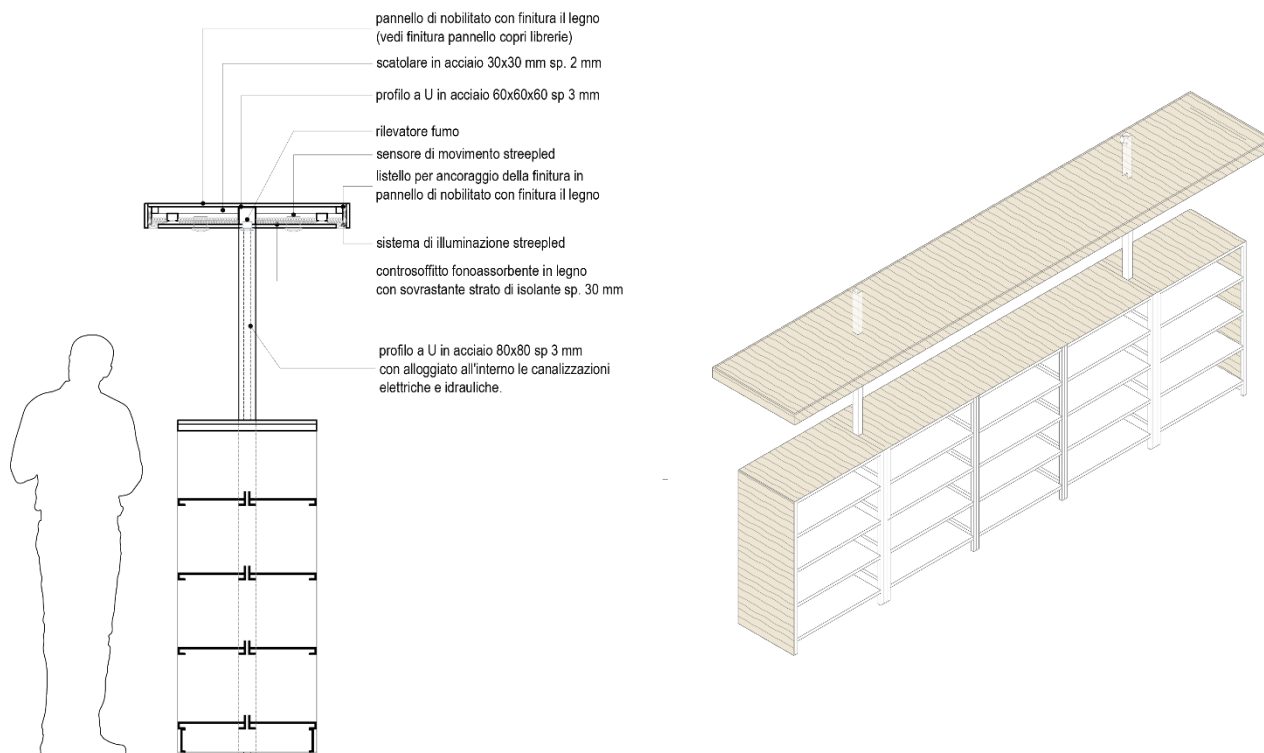 pannello di nobilitato con finitura il legno
(vedi finitura pannello copri librerie)
scatolare in acciaio 30x30 mm sp. 2 mm
profilo a U in acciaio 60x60x60 sp 3 mm
rilevatore fumo
sensore di movimento streepled
listello per ancoraggio della finitura in
pannello di nobilitato con finitura il legno
sistema di illuminazione streepled
controsoffitto fonoassorbente in legno
con sovrastante strato di isolante sp. 30 mm
profilo a U in acciaio 80x80 sp 3 mm
con alloggiato all'interno le canalizzazioni
elettriche e idrauliche.